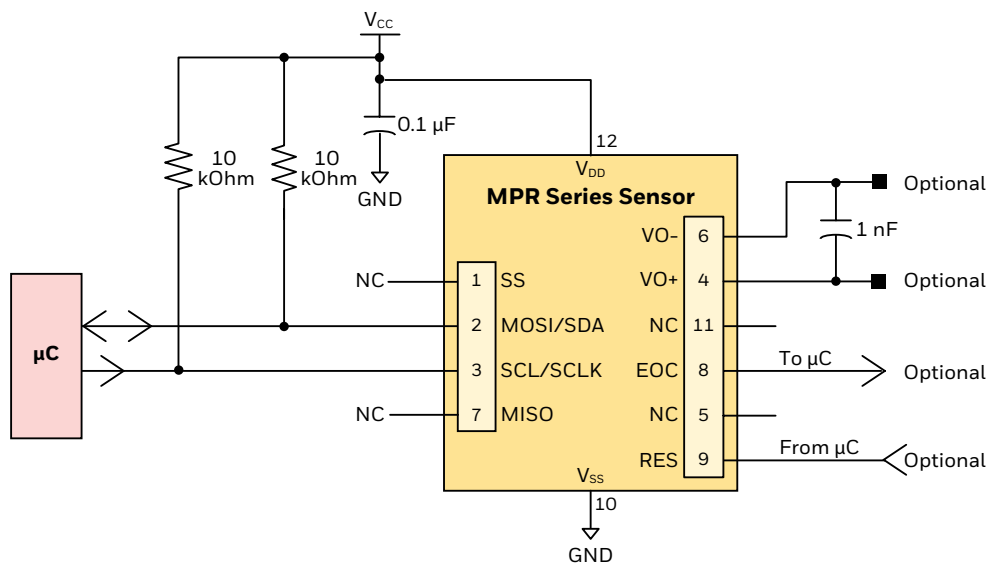 VCC
0.1 µF
10
kOhm
10
kOhm
GND
12
VDD
MPR Series Sensor
VO-
6
Optional
1 nF
VO+
4
Optional
NC
1
SS
NC
11
µC
2
MOSI/SDA
3
SCL/SCLK
EOC
8
To µC
Optional
NC
7
MISO
NC
5
RES
9
From µC
Optional
VSS
10
GND